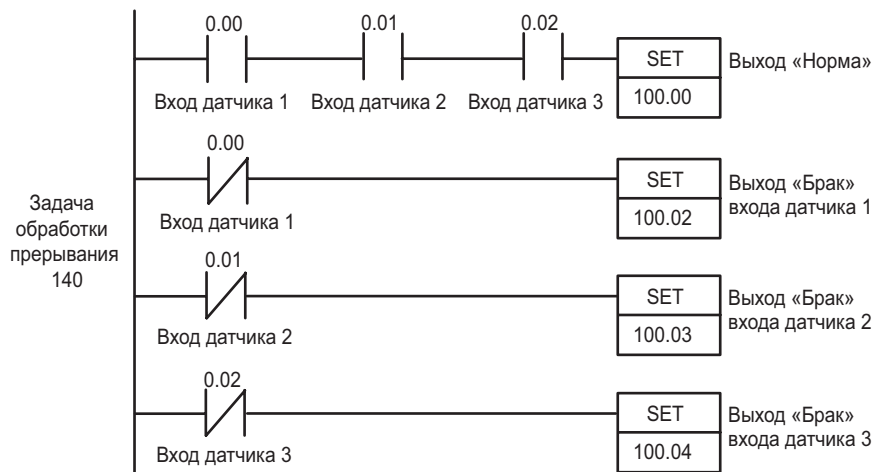 0.00 0.01 0.02
SET Выход «Норма»
100.00
Вход датчика 1 Вход датчика 2 Вход датчика 3
0.00
SET Выход «Брак»
входа датчика 1
100.02
Вход датчика 1
Задача
обработки
прерывания
140
0.01
SET Выход «Брак»
входа датчика 2
100.03
Вход датчика 2
0.02
SET Выход «Брак»
входа датчика 3
100.04
Вход датчика 3